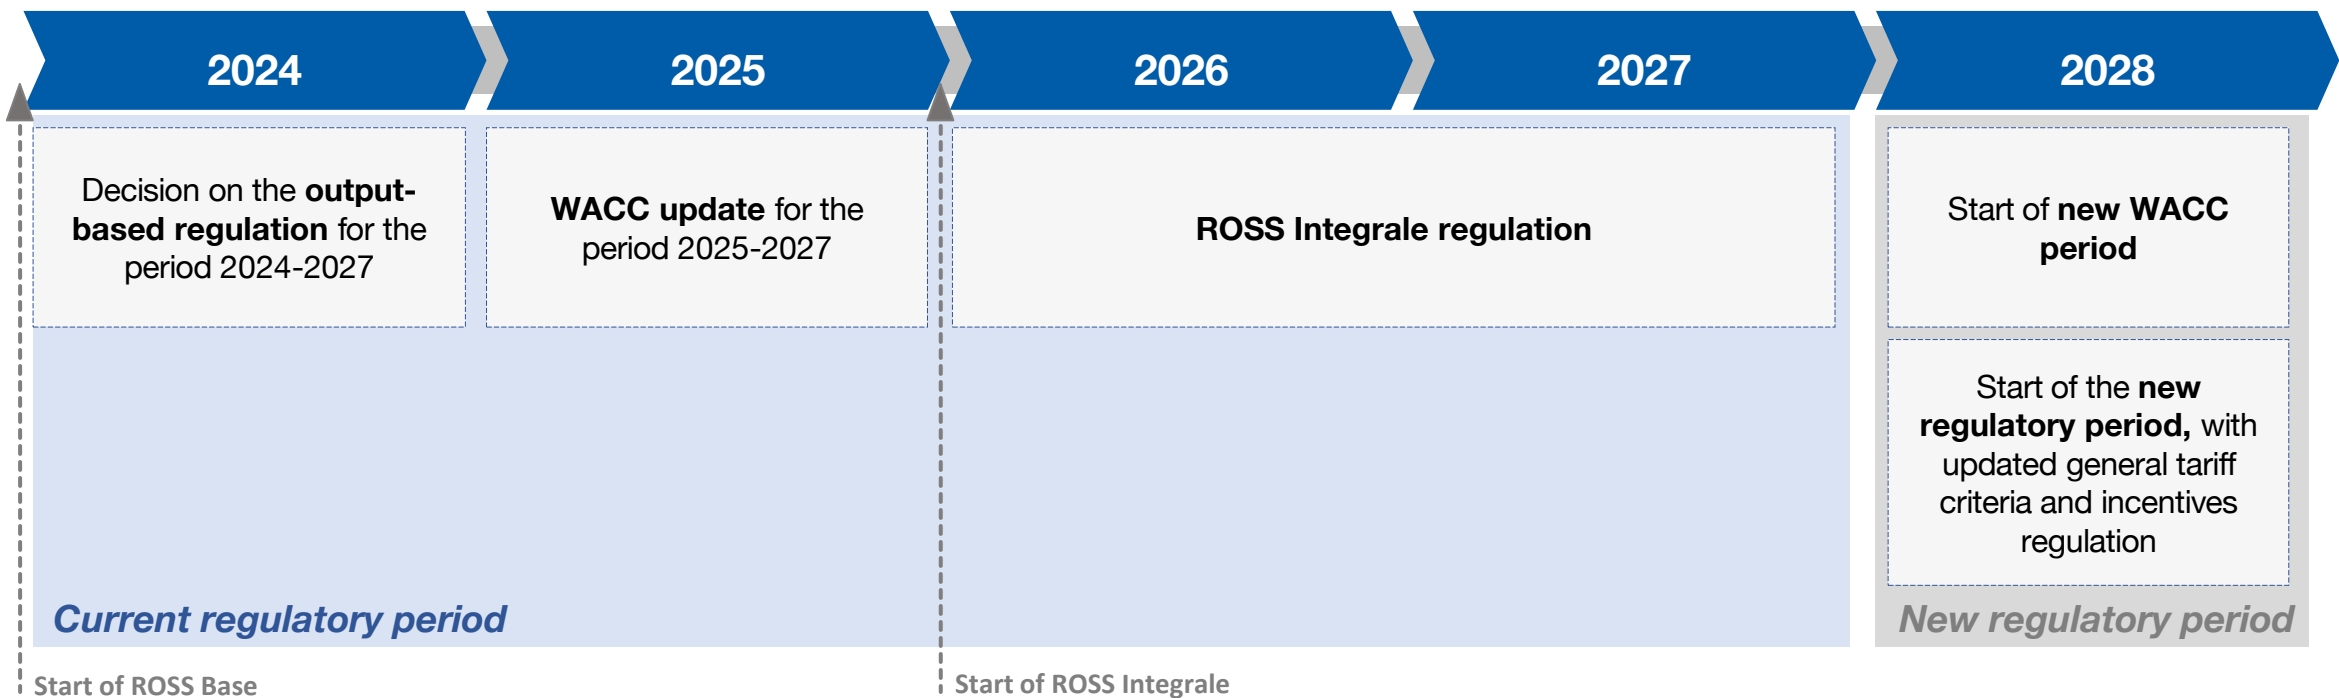 2024
2025
2026
2027
2028
Decision on the output-
based regulation for the
period 2024-2027
WACC update for the
period 2025-2027
ROSS Integrale regulation
Start of new WACC
period
Start of the new
regulatory period, with
updated general tariff
criteria and incentives
regulation
Current regulatory period
New regulatory period
Start of ROSS Base
Start of ROSS Integrale